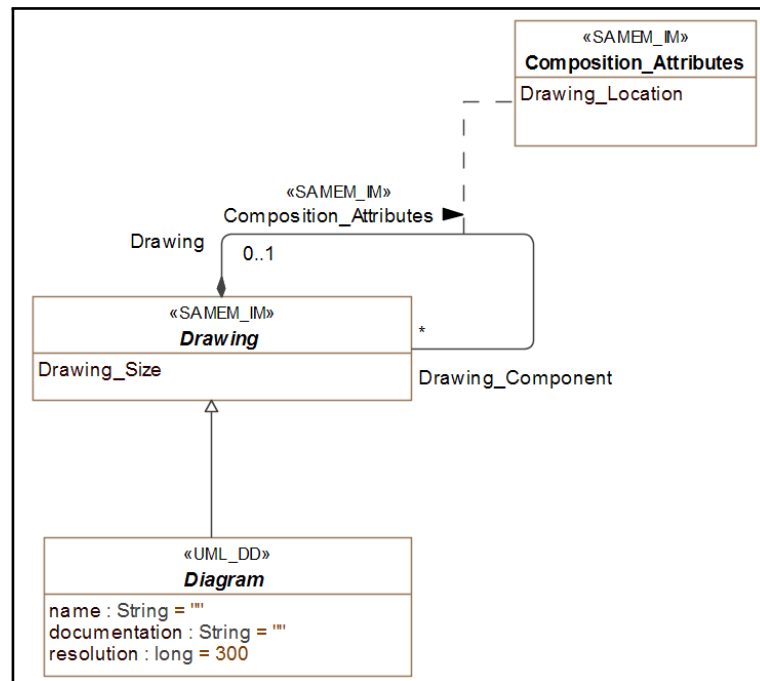 «SAMEM_IM»
Composition_Attributes
Drawing_Location
«SAMEM_IM»
Composition_Attributes
Drawing
0..1
«SAMEM_IM»
Drawing
*
Drawing_Size
Drawing_Component
«UML_DD»
Diagram
name : String = ""
documentation : String = ""
resolution : long = 300